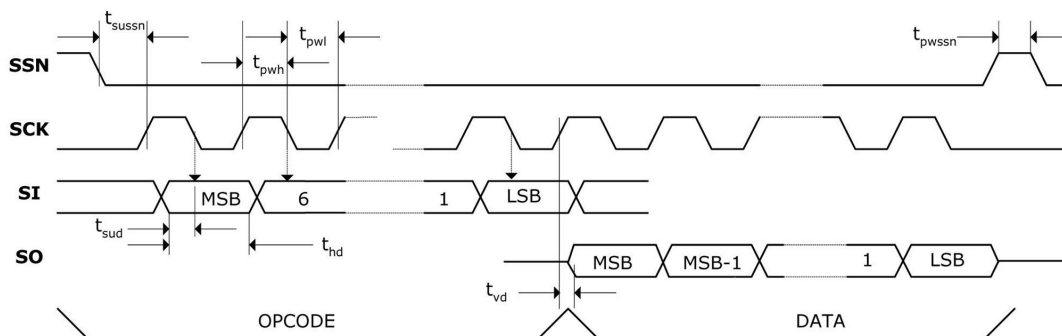 t_sussn
t_pwl
t_pwh
t_pwssn
SSN
SCK
SI
MSB
6
1
LSB
t_sud
t_hd
SO
MSB
MSB-1
1
LSB
t_vd
OPCODE
DATA